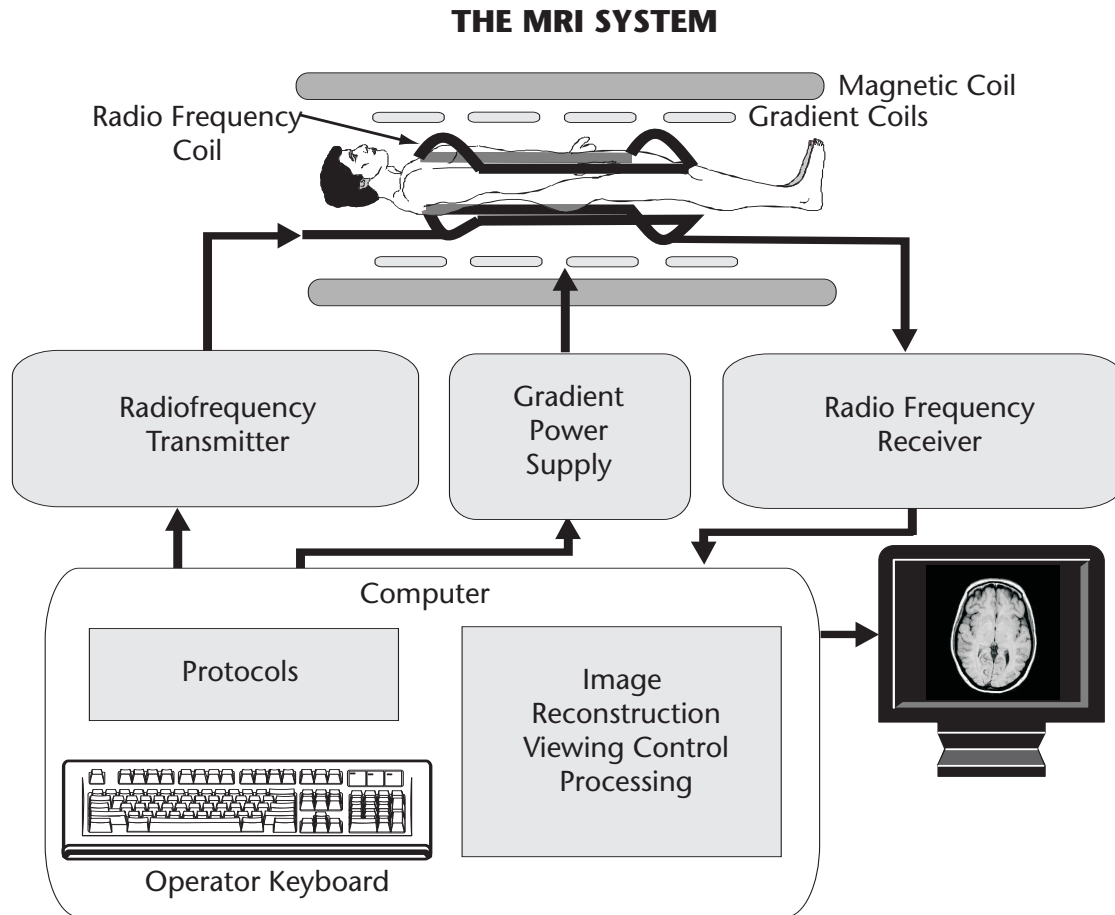 THE MRI SYSTEM
Magnetic Coil
Radio Frequency
Coil
Gradient Coils
Radiofrequency
Transmitter
Gradient
Power
Supply
Radio Frequency
Receiver
Computer
Protocols
Image
Reconstruction
Viewing Control
Processing
Operator Keyboard